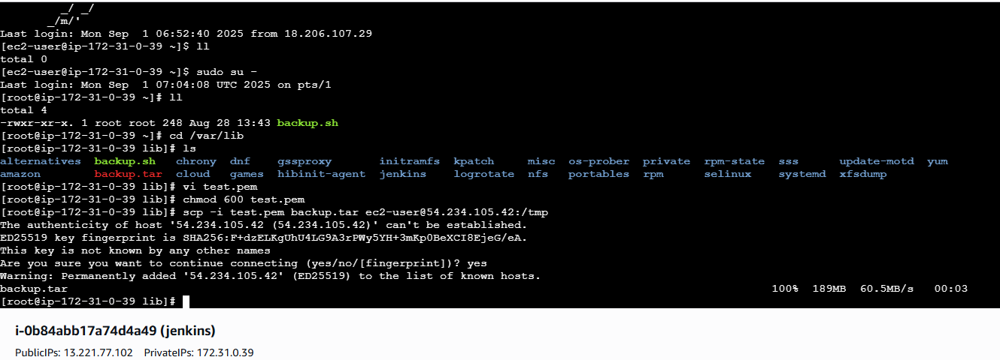 _/ _/
_/m/'
Last login: Mon Sep  1 06:52:40 2025 from 18.206.107.29
[ec2-user@ip-172-31-0-39 ~]$ ll
total 0
[ec2-user@ip-172-31-0-39 ~]$ sudo su -
Last login: Mon Sep  1 07:04:08 UTC 2025 on pts/1
[root@ip-172-31-0-39 ~]# ll
total 4
-rwxr-xr-x. 1 root root 248 Aug 28 13:43 backup.sh
[root@ip-172-31-0-39 ~]# cd /var/lib
[root@ip-172-31-0-39 lib]# ls
alternatives  backup.sh   chrony  dnf    gssproxy       initramfs  kpatch     misc  os-prober  private  rpm-state  sss      update-motd  yum
amazon        backup.tar  cloud   games  hibinit-agent  jenkins    logrotate  nfs   portables  rpm      selinux    systemd  xfsdump
[root@ip-172-31-0-39 lib]# vi test.pem
[root@ip-172-31-0-39 lib]# chmod 600 test.pem
[root@ip-172-31-0-39 lib]# scp -i test.pem backup.tar ec2-user@54.234.105.42:/tmp
The authenticity of host '54.234.105.42 (54.234.105.42)' can't be established.
ED25519 key fingerprint is SHA256:F+dzELKgUhU4LG9A3rPWy5YH+3mKp0BeXCI8EjeG/eA.
This key is not known by any other names
Are you sure you want to continue connecting (yes/no/[fingerprint])? yes
Warning: Permanently added '54.234.105.42' (ED25519) to the list of known hosts.
backup.tar                                                    100%  189MB  60.5MB/s   00:03
[root@ip-172-31-0-39 lib]#
i-0b84abb17a74d4a49 (jenkins)
PublicIPs: 13.221.77.102   PrivateIPs: 172.31.0.39